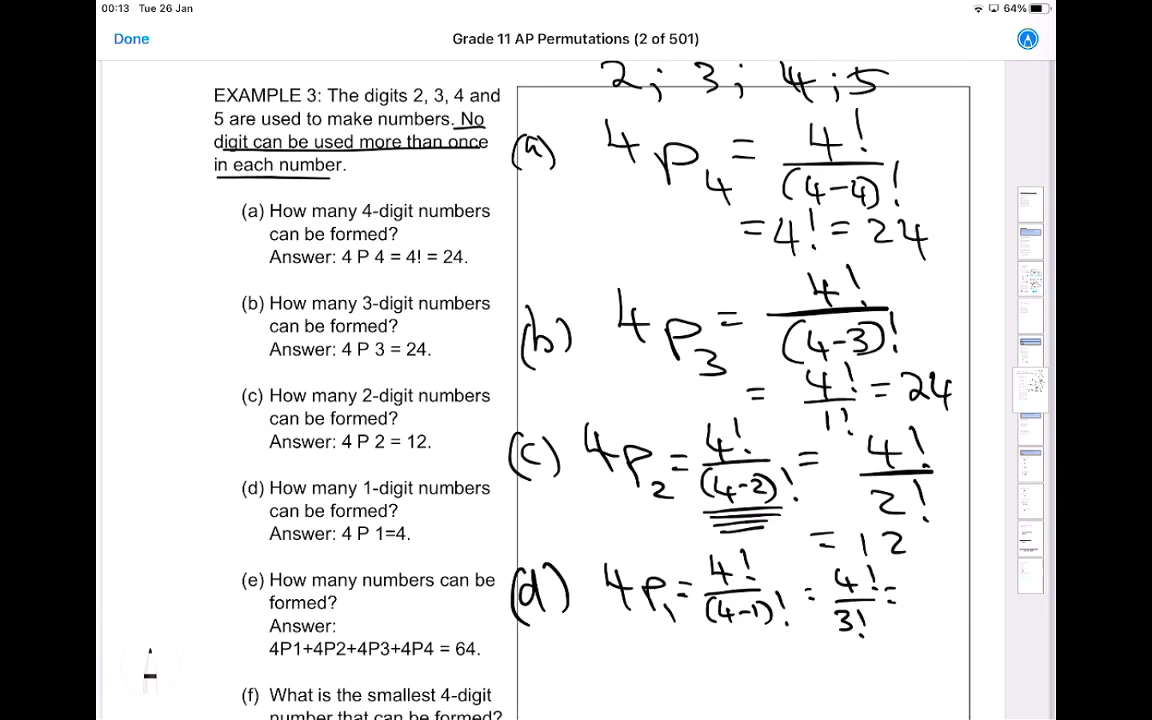 00:13 Tue 26 Jan
64%
Done
Grade 11 AP Permutations (2 of 501)
EXAMPLE 3: The digits 2, 3, 4 and
5 are used to make numbers. No
digit can be used more than once
in each number.
(a) How many 4-digit numbers
can be formed?
Answer: 4 P 4 = 4! = 24.
(b) How many 3-digit numbers
can be formed?
Answer: 4 P 3 = 24.
(c) How many 2-digit numbers
can be formed?
Answer: 4 P 2 = 12.
(d) How many 1-digit numbers
can be formed?
Answer: 4 P 1=4.
(e) How many numbers can be
formed?
Answer:
4P1+4P2+4P3+4P4 = 64.
(f) What is the smallest 4-digit
number that can be formed?
2; 3; 4; 5
(a) 4P4 = 4!/(4-4)!
= 4! = 24
(b) 4P3 = 4!/(4-3)!
= 4!/1! = 24
(c) 4P2 = 4!/(4-2)! = 4!/2!
= 12
(d) 4P1 = 4!/(4-1)! = 4!/3! =